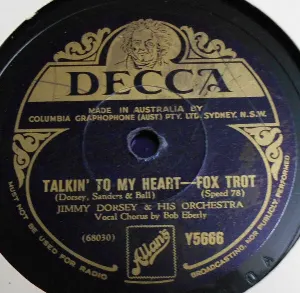 DECCA
MADE IN AUSTRALIA BY
COLUMBIA GRAPHOPHONE (AUST) PTY. LTD. SYDNEY, N.S.W.
TALKIN' TO MY HEART—FOX TROT
(Dorsey, Sanders & Ball) (Speed 78)
JIMMY DORSEY & HIS ORCHESTRA
Vocal Chorus by Bob Eberly
(68030) Allan's Y5666
MUST NOT BE USED FOR RADIO
BROADCASTING, NOR PERFORMED IN